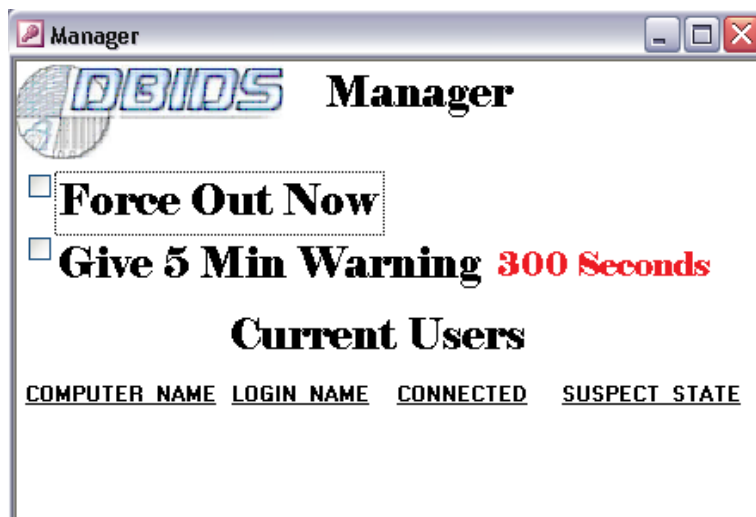 Manager
DBIDS Manager
Force Out Now
Give 5 Min Warning 300 Seconds
Current Users
COMPUTER NAME LOGIN NAME CONNECTED SUSPECT STATE